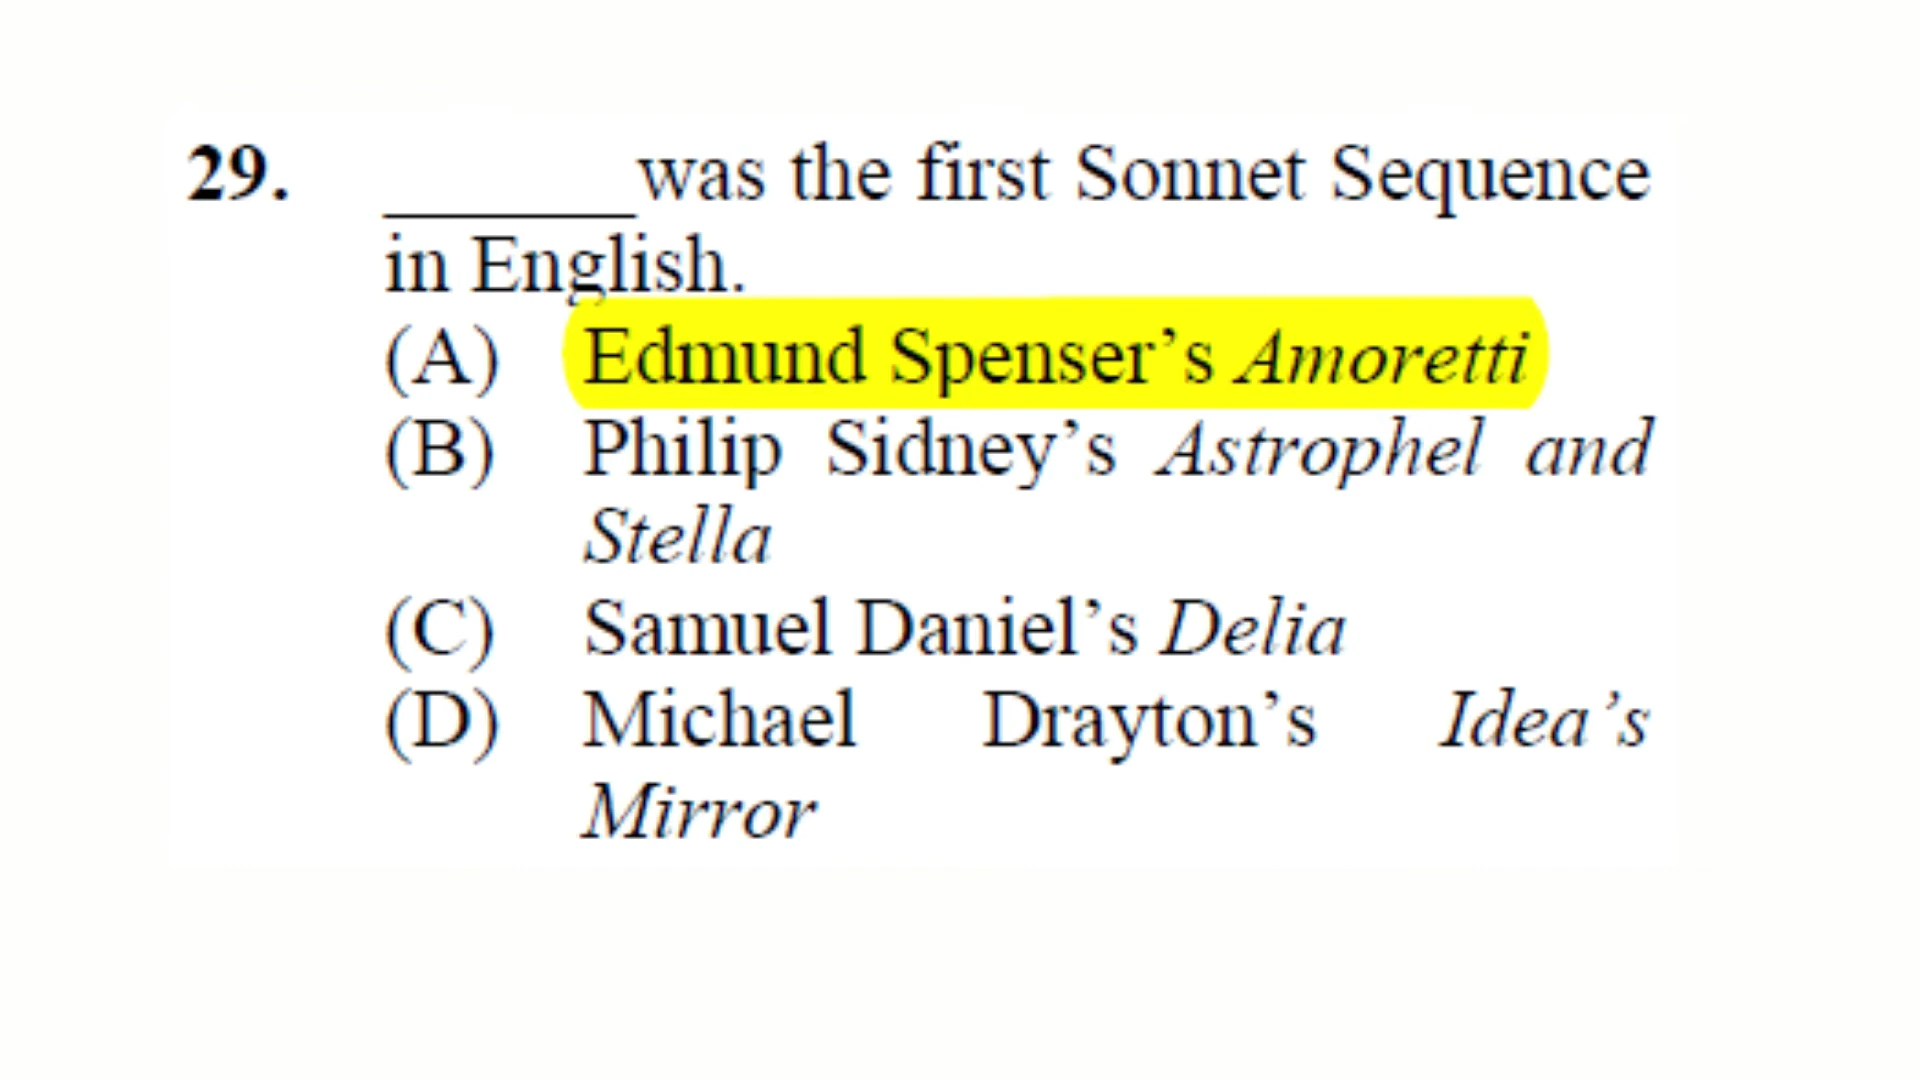 29. ______was the first Sonnet Sequence
in English.
(A) Edmund Spenser’s Amoretti
(B) Philip Sidney’s Astrophel and
Stella
(C) Samuel Daniel’s Delia
(D) Michael Drayton’s Idea’s
Mirror